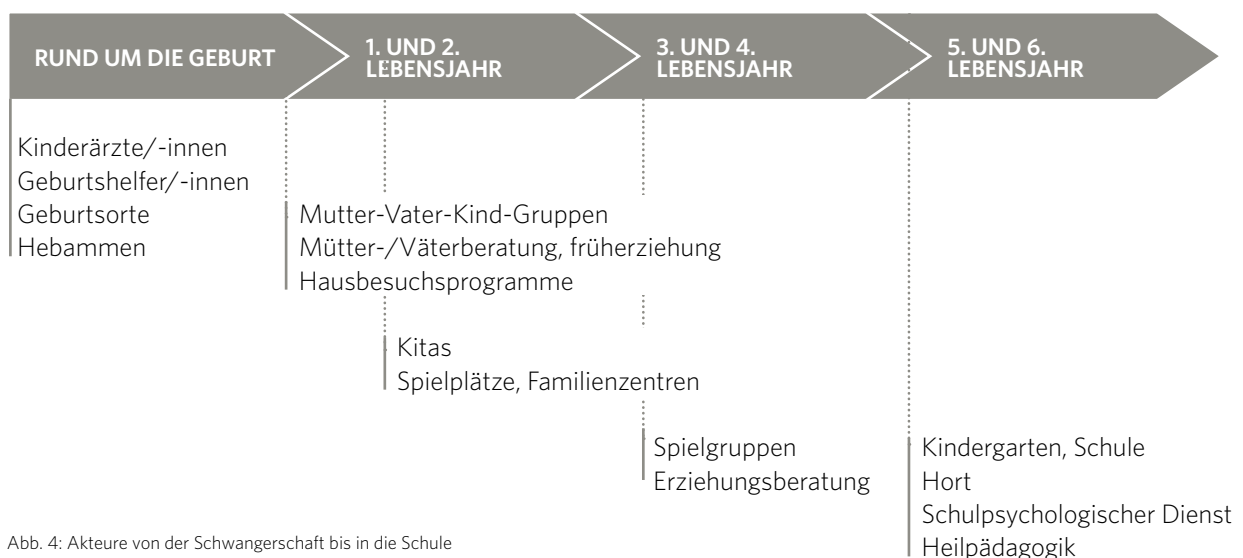 RUND UM DIE GEBURT
1. UND 2.
LEBENSJAHR
3. UND 4.
LEBENSJAHR
5. UND 6.
LEBENSJAHR
Kinderärzte/-innen
Geburtshelfer/-innen
Geburtsorte
Hebammen
Mutter-Vater-Kind-Gruppen
Mütter-/Väterberatung, früherziehung
Hausbesuchsprogramme
Kitas
Spielplätze, Familienzentren
Spielgruppen
Erziehungsberatung
Kindergarten, Schule
Hort
Schulpsychologischer Dienst
Heilpädagogik
Abb. 4: Akteure von der Schwangerschaft bis in die Schule